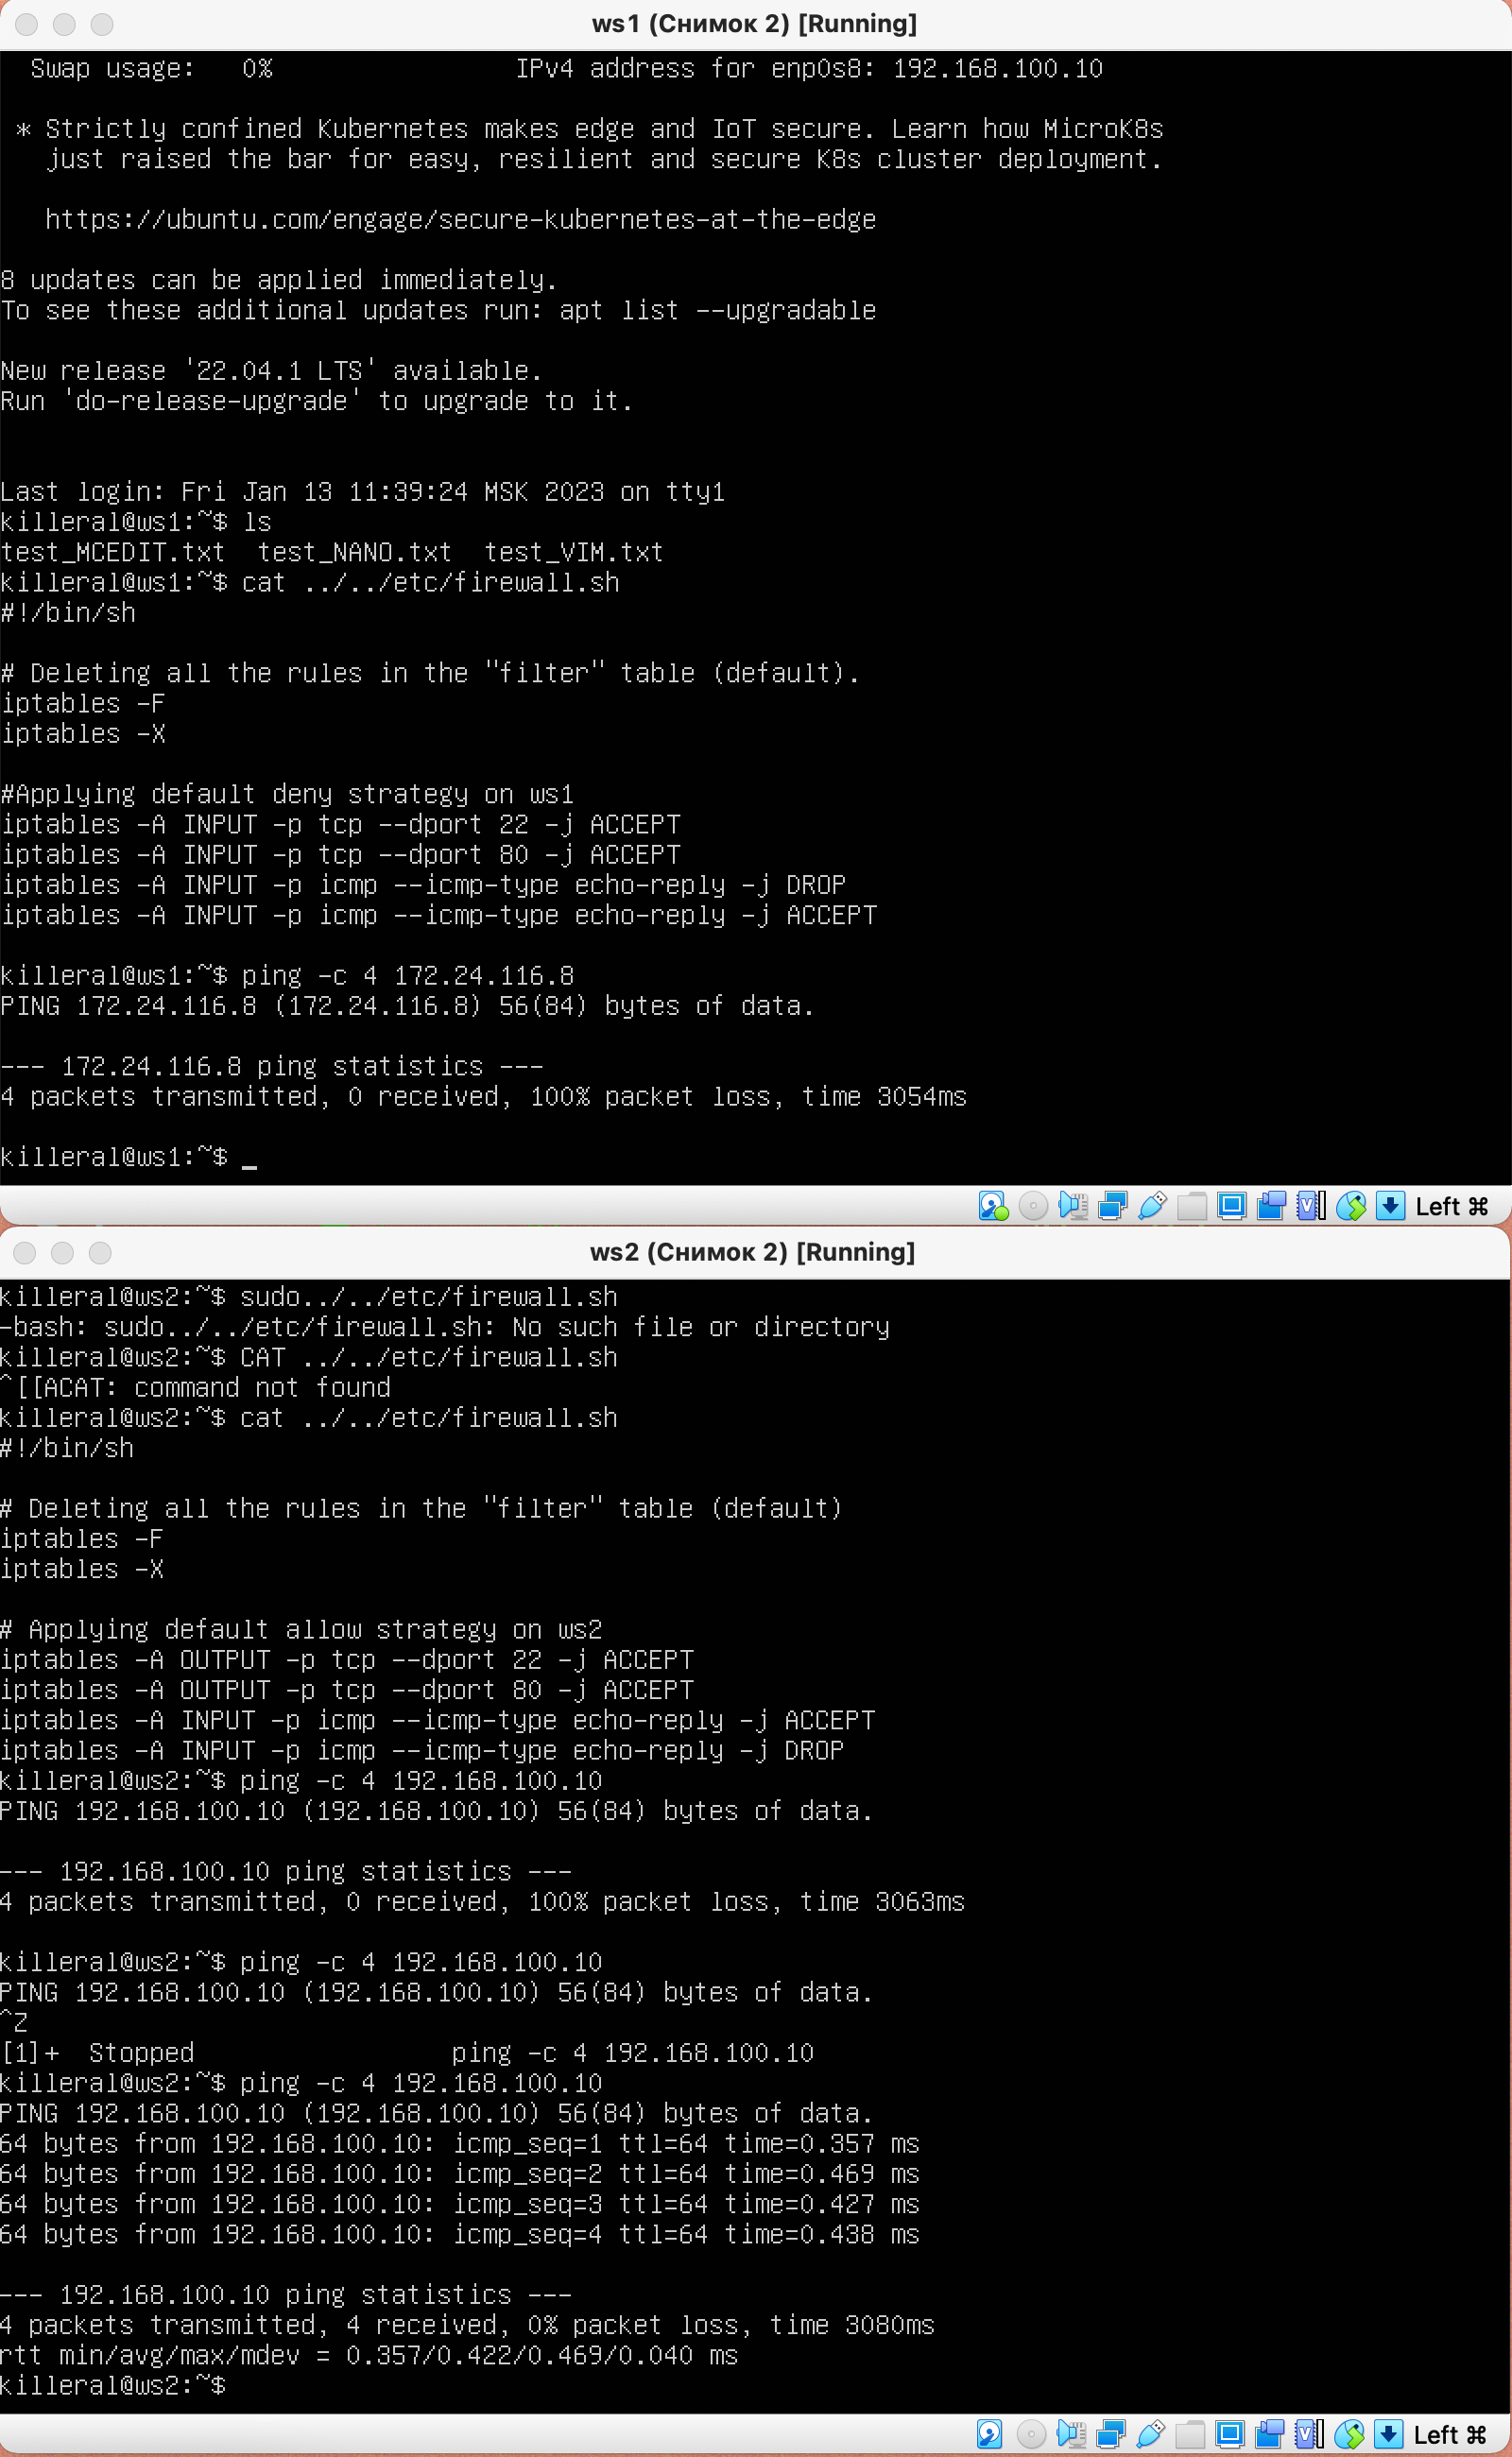 ws1 (Снимок 2) [Running]
Swap usage:   0%                IPv4 address for enp0s8: 192.168.100.10
* Strictly confined Kubernetes makes edge and IoT secure. Learn how MicroK8s
just raised the bar for easy, resilient and secure K8s cluster deployment.
https://ubuntu.com/engage/secure-kubernetes-at-the-edge
8 updates can be applied immediately.
To see these additional updates run: apt list --upgradable
New release '22.04.1 LTS' available.
Run 'do-release-upgrade' to upgrade to it.
Last login: Fri Jan 13 11:39:24 MSK 2023 on tty1
killeral@ws1:~$ ls
test_MCEDIT.txt  test_NANO.txt  test_VIM.txt
killeral@ws1:~$ cat ../../etc/firewall.sh
#!/bin/sh
# Deleting all the rules in the "filter" table (default).
iptables -F
iptables -X
#Applying default deny strategy on ws1
iptables -A INPUT -p tcp --dport 22 -j ACCEPT
iptables -A INPUT -p tcp --dport 80 -j ACCEPT
iptables -A INPUT -p icmp --icmp-type echo-reply -j DROP
iptables -A INPUT -p icmp --icmp-type echo-reply -j ACCEPT
killeral@ws1:~$ ping -c 4 172.24.116.8
PING 172.24.116.8 (172.24.116.8) 56(84) bytes of data.
--- 172.24.116.8 ping statistics ---
4 packets transmitted, 0 received, 100% packet loss, time 3054ms
killeral@ws1:~$ _
Left ⌘
ws2 (Снимок 2) [Running]
killeral@ws2:~$ sudo../../etc/firewall.sh
-bash: sudo../../etc/firewall.sh: No such file or directory
killeral@ws2:~$ CAT ../../etc/firewall.sh
^[[ACAT: command not found
killeral@ws2:~$ cat ../../etc/firewall.sh
#!/bin/sh
# Deleting all the rules in the "filter" table (default)
iptables -F
iptables -X
# Applying default allow strategy on ws2
iptables -A OUTPUT -p tcp --dport 22 -j ACCEPT
iptables -A OUTPUT -p tcp --dport 80 -j ACCEPT
iptables -A INPUT -p icmp --icmp-type echo-reply -j ACCEPT
iptables -A INPUT -p icmp --icmp-type echo-reply -j DROP
killeral@ws2:~$ ping -c 4 192.168.100.10
PING 192.168.100.10 (192.168.100.10) 56(84) bytes of data.
--- 192.168.100.10 ping statistics ---
4 packets transmitted, 0 received, 100% packet loss, time 3063ms
killeral@ws2:~$ ping -c 4 192.168.100.10
PING 192.168.100.10 (192.168.100.10) 56(84) bytes of data.
^Z
[1]+  Stopped                 ping -c 4 192.168.100.10
killeral@ws2:~$ ping -c 4 192.168.100.10
PING 192.168.100.10 (192.168.100.10) 56(84) bytes of data.
64 bytes from 192.168.100.10: icmp_seq=1 ttl=64 time=0.357 ms
64 bytes from 192.168.100.10: icmp_seq=2 ttl=64 time=0.469 ms
64 bytes from 192.168.100.10: icmp_seq=3 ttl=64 time=0.427 ms
64 bytes from 192.168.100.10: icmp_seq=4 ttl=64 time=0.438 ms
--- 192.168.100.10 ping statistics ---
4 packets transmitted, 4 received, 0% packet loss, time 3080ms
rtt min/avg/max/mdev = 0.357/0.422/0.469/0.040 ms
killeral@ws2:~$
Left ⌘